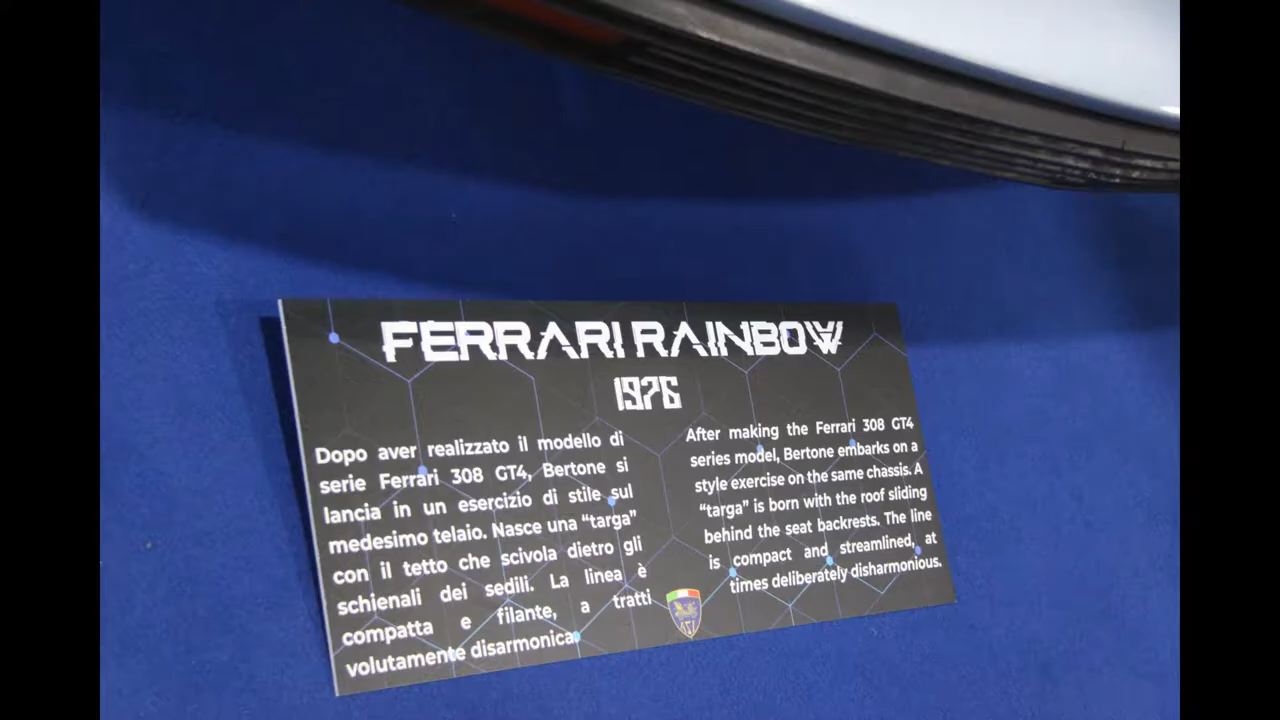 FERRARI RAINBOW
1976
Dopo aver realizzato il modello di
serie Ferrari 308 GT4, Bertone si
lancia in un esercizio di stile sul
medesimo telaio. Nasce una “targa”
con il tetto che scivola dietro gli
schienali dei sedili. La linea è
compatta e filante, a tratti
volutamente disarmonica.
After making the Ferrari 308 GT4
series model, Bertone embarks on a
style exercise on the same chassis. A
“targa” is born with the roof sliding
behind the seat backrests. The line
is compact and streamlined, at
times deliberately disharmonious.
ASI